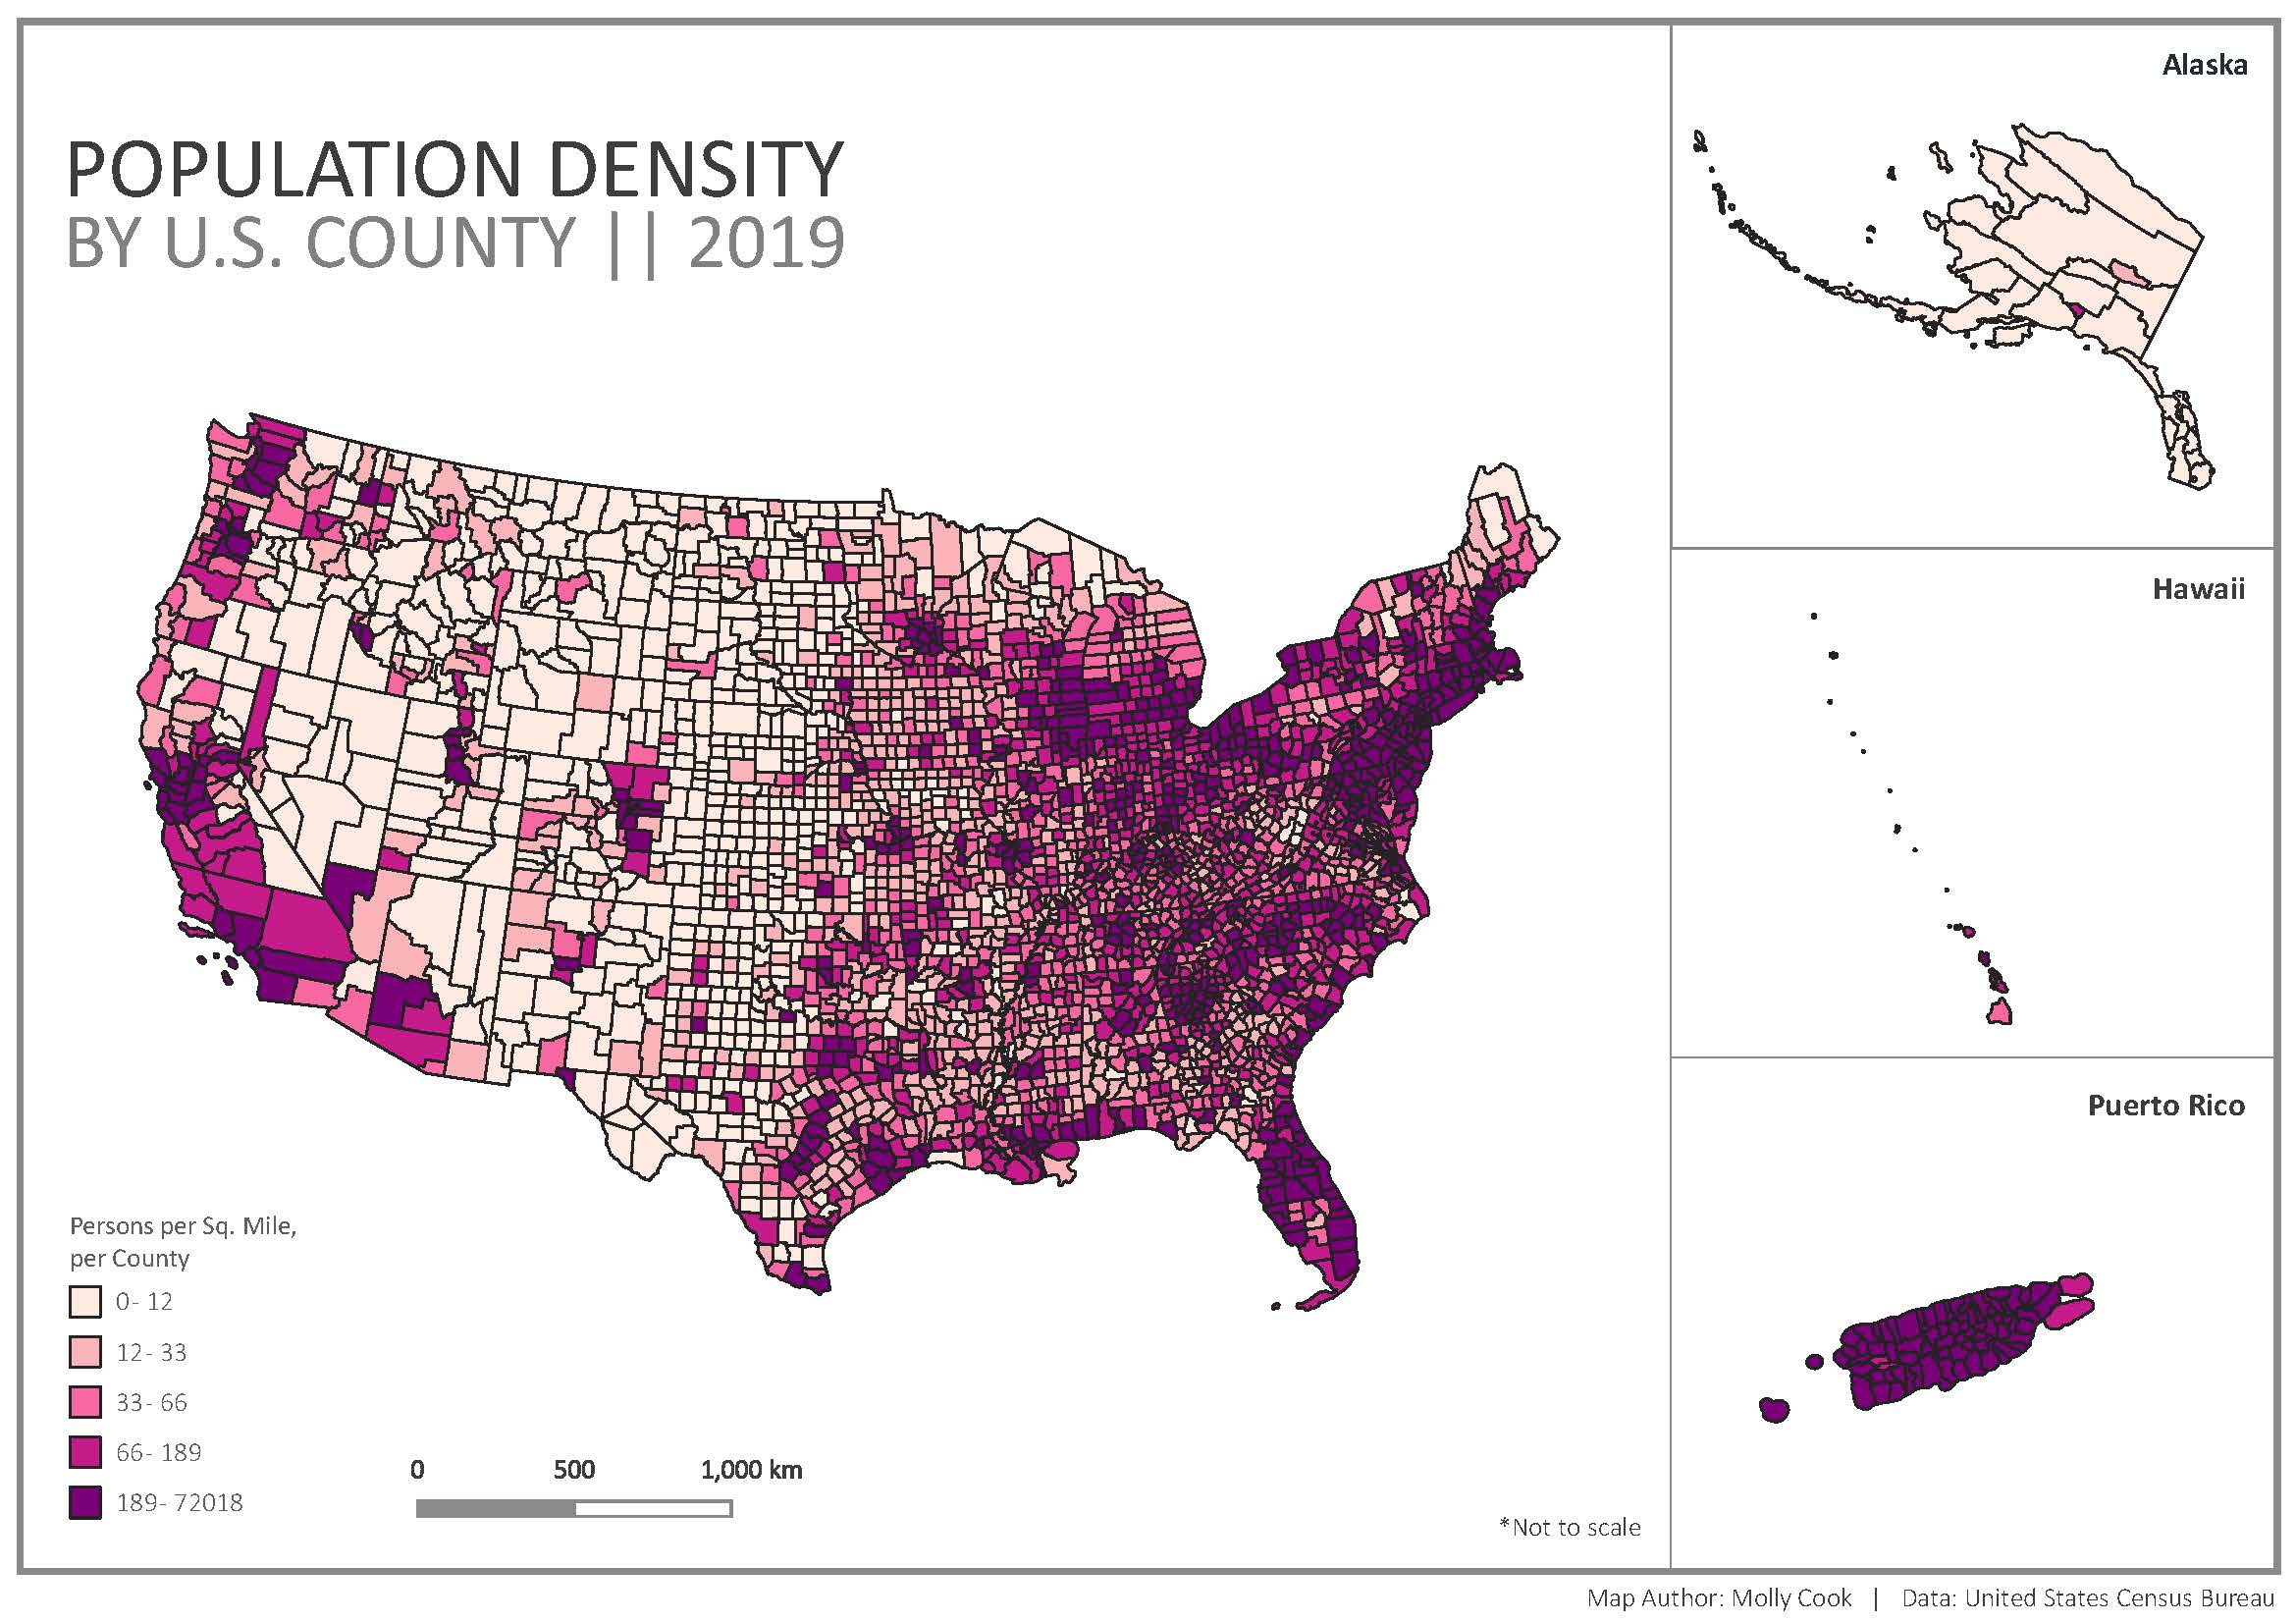 POPULATION DENSITY
BY U.S. COUNTY || 2019
Alaska
Hawaii
Puerto Rico
Persons per Sq. Mile,
per County
0- 12
12- 33
33- 66
66- 189
189- 72018
0 500 1,000 km
*Not to scale
Map Author: Molly Cook | Data: United States Census Bureau